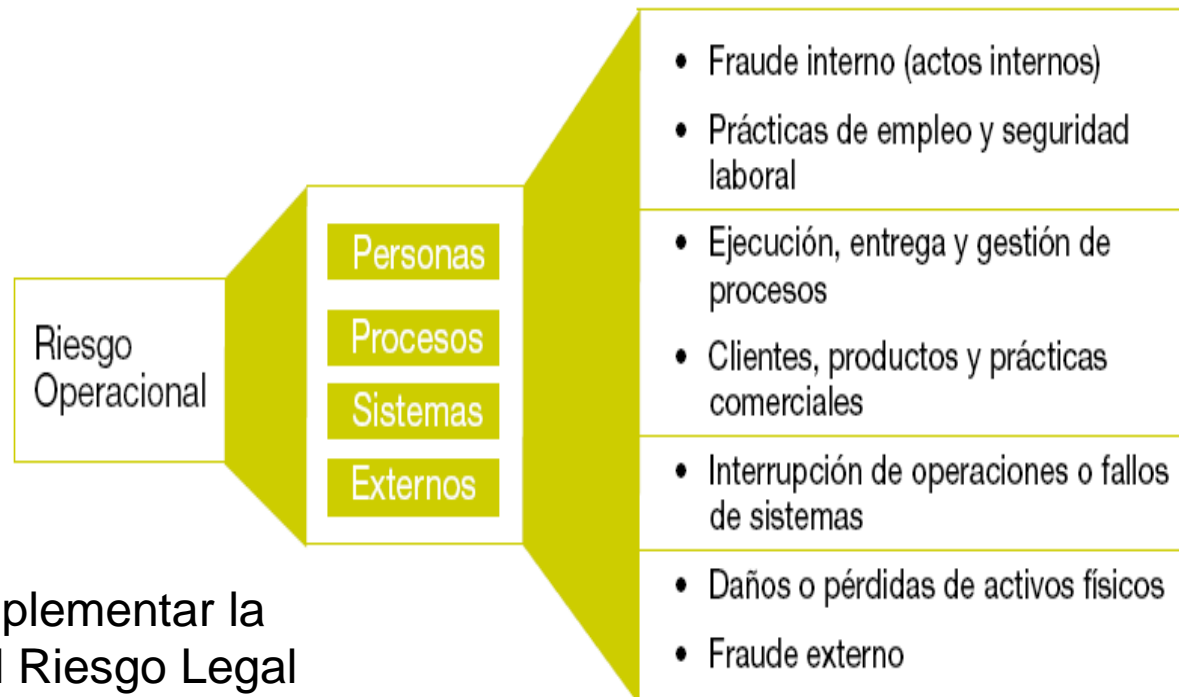 Riesgo
Operacional
Personas
Procesos
Sistemas
Externos
• Fraude interno (actos internos)
• Prácticas de empleo y seguridad
laboral
• Ejecución, entrega y gestión de
procesos
• Clientes, productos y prácticas
comerciales
• Interrupción de operaciones o fallos
de sistemas
• Daños o pérdidas de activos físicos
• Fraude externo
plementar la
Riesgo Legal